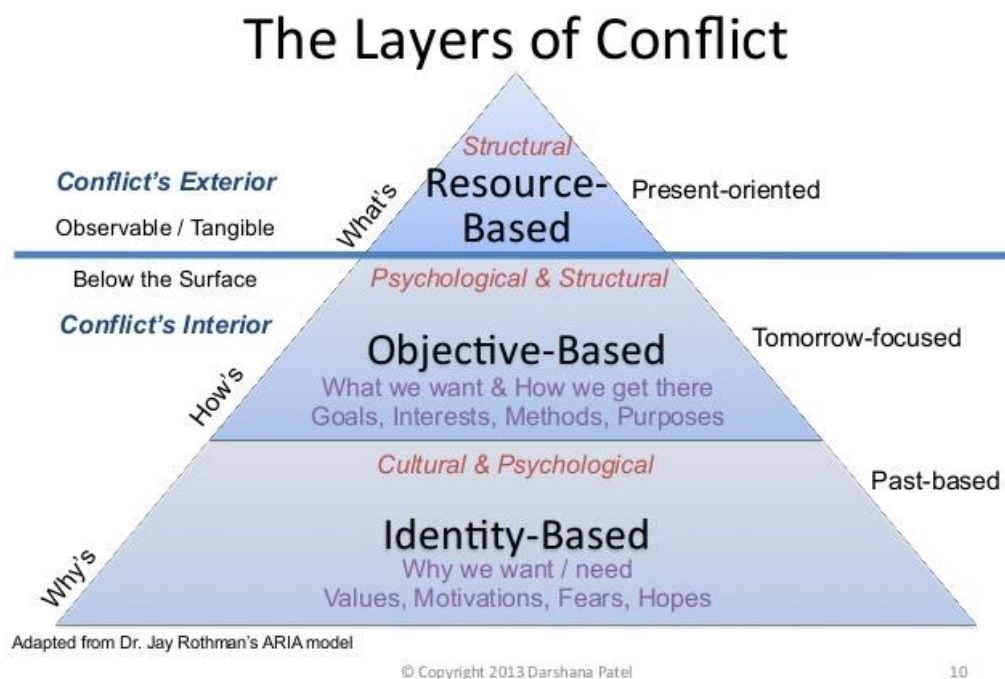 The Layers of Conflict
Structural
Conflict's Exterior
What's
Resource-
Based
Present-oriented
Observable / Tangible
Below the Surface
Psychological & Structural
Conflict's Interior
How's
Objective-Based
Tomorrow-focused
What we want & How we get there
Goals, Interests, Methods, Purposes
Cultural & Psychological
Past-based
Why's
Identity-Based
Why we want / need
Values, Motivations, Fears, Hopes
Adapted from Dr. Jay Rothman's ARIA model
© Copyright 2013 Darshana Patel
10